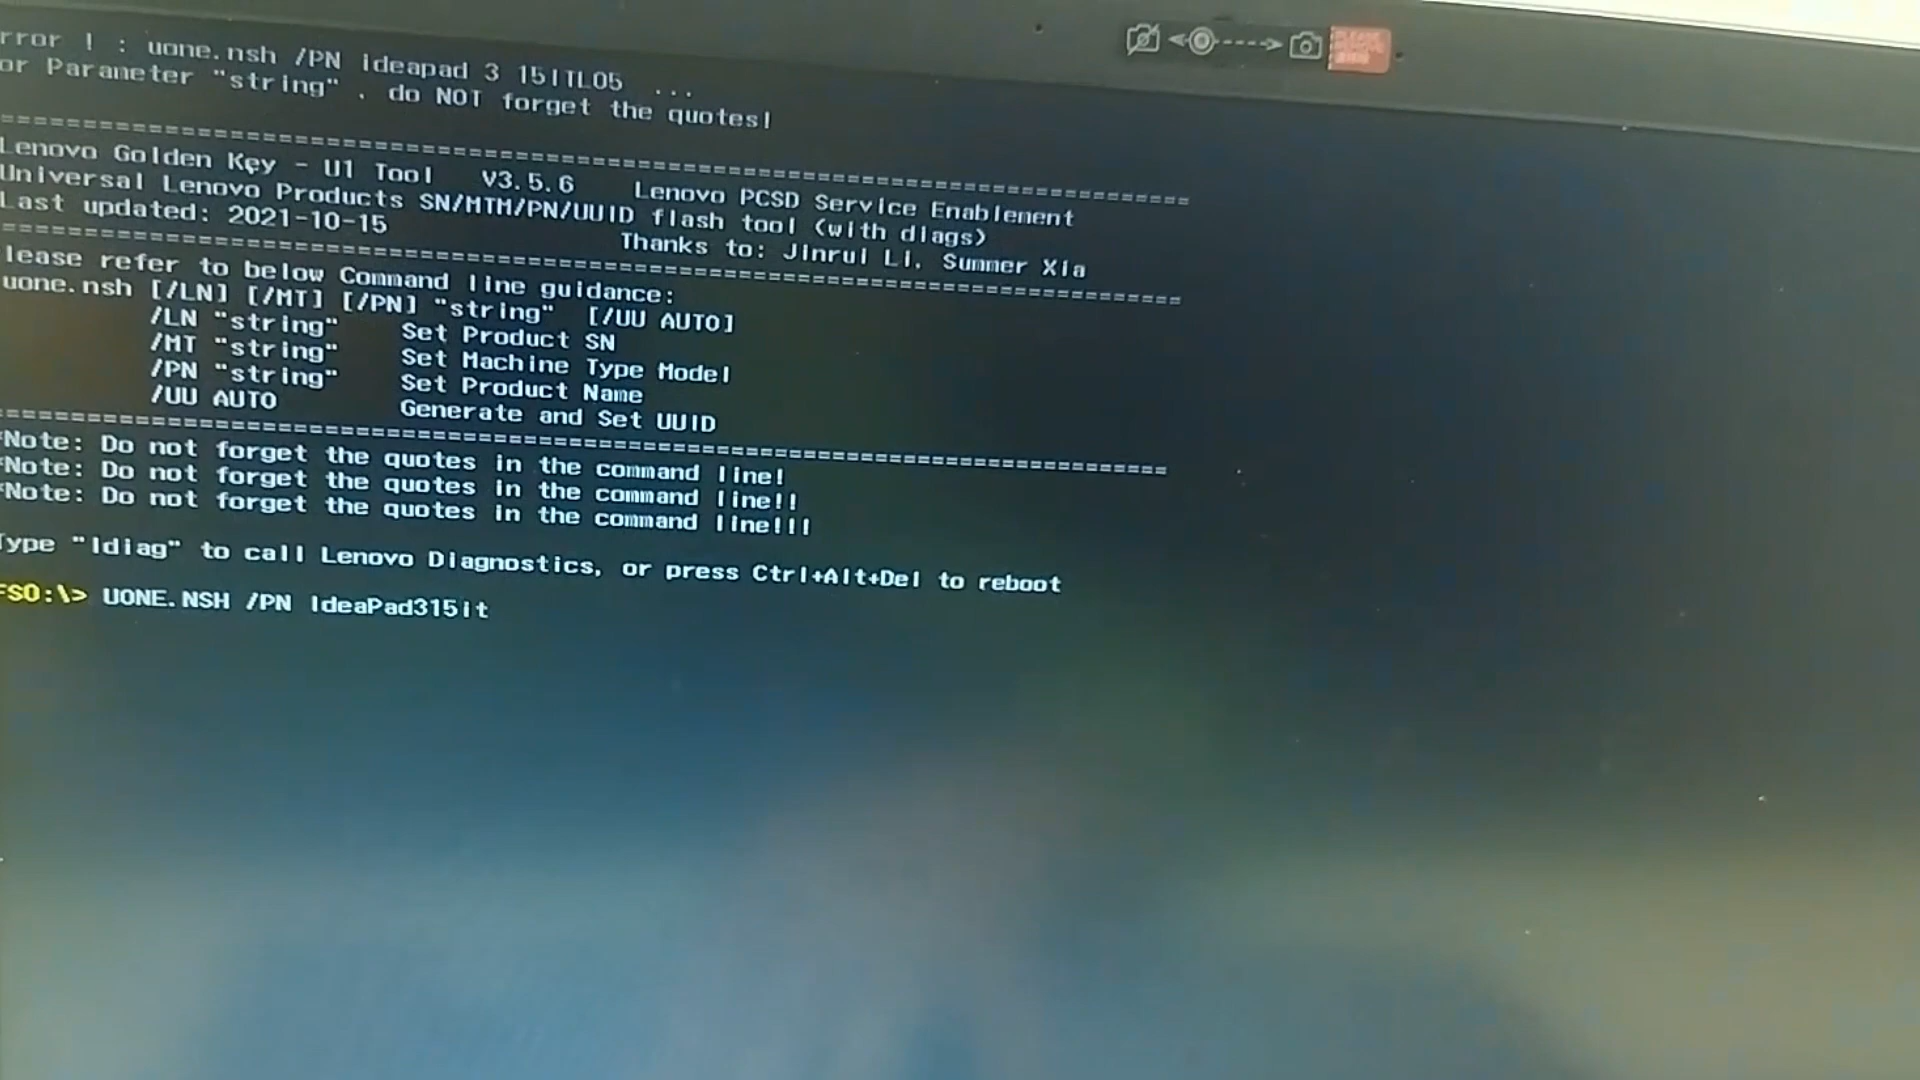 rror ! : uone.nsh /PN ideapad 3 15ITL05 ...
or Parameter "string" , do NOT forget the quotes!
================================================================
Lenovo Golden Key - U1 Tool V3.5.6 Lenovo PCSD Service Enablement
Universal Lenovo Products SN/MTM/PN/UUID flash tool (with diags)
Last updated: 2021-10-15 Thanks to: Jinrui Li, Summer Xia
================================================================
lease refer to below Command line guidance:
uone.nsh [/LN] [/MT] [/PN] "string" [/UU AUTO]
/LN "string" Set Product SN
/MT "string" Set Machine Type Model
/PN "string" Set Product Name
/UU AUTO Generate and Set UUID
================================================================
*Note: Do not forget the quotes in the command line!
*Note: Do not forget the quotes in the command line!!
*Note: Do not forget the quotes in the command line!!!
Type "ldiag" to call Lenovo Diagnostics, or press Ctrl+Alt+Del to reboot
FS0:\> UONE.NSH /PN IdeaPad315it